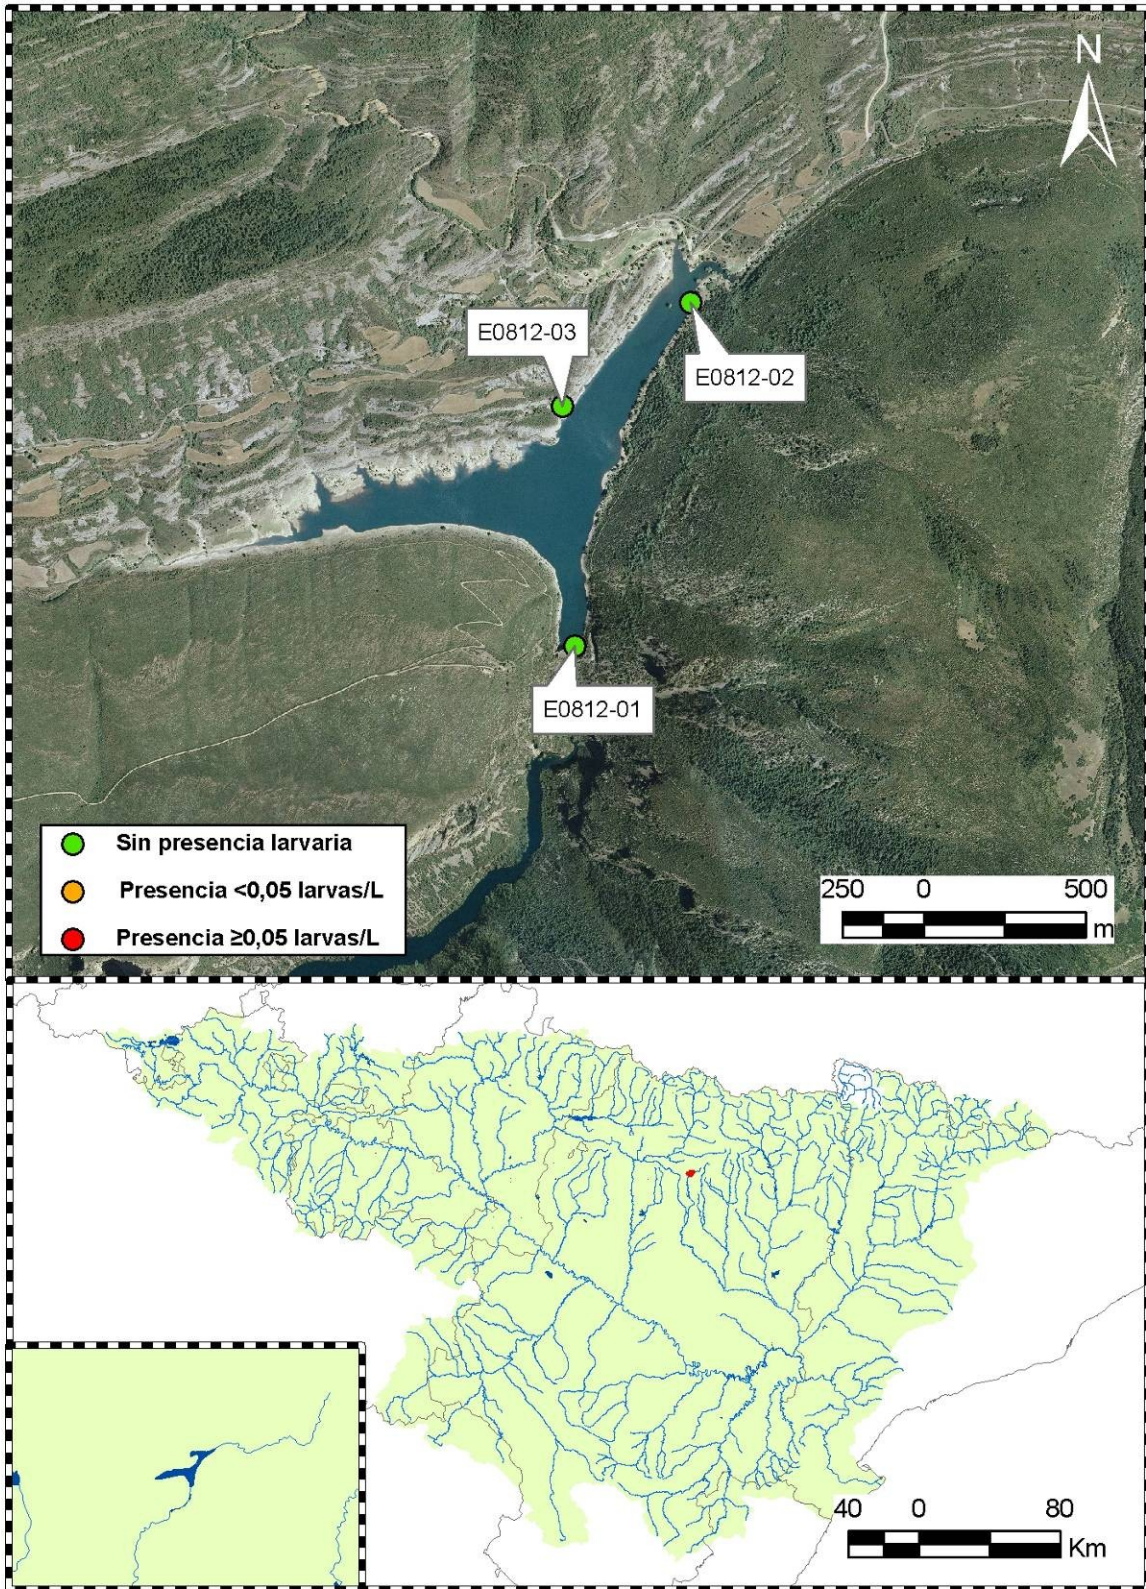 N
E0812-03
E0812-02
E0812-01
Sin presencia larvaria
Presencia <0,05 larvas/L
Presencia ≥0,05 larvas/L
250 0 500
m
40 0 80
Km